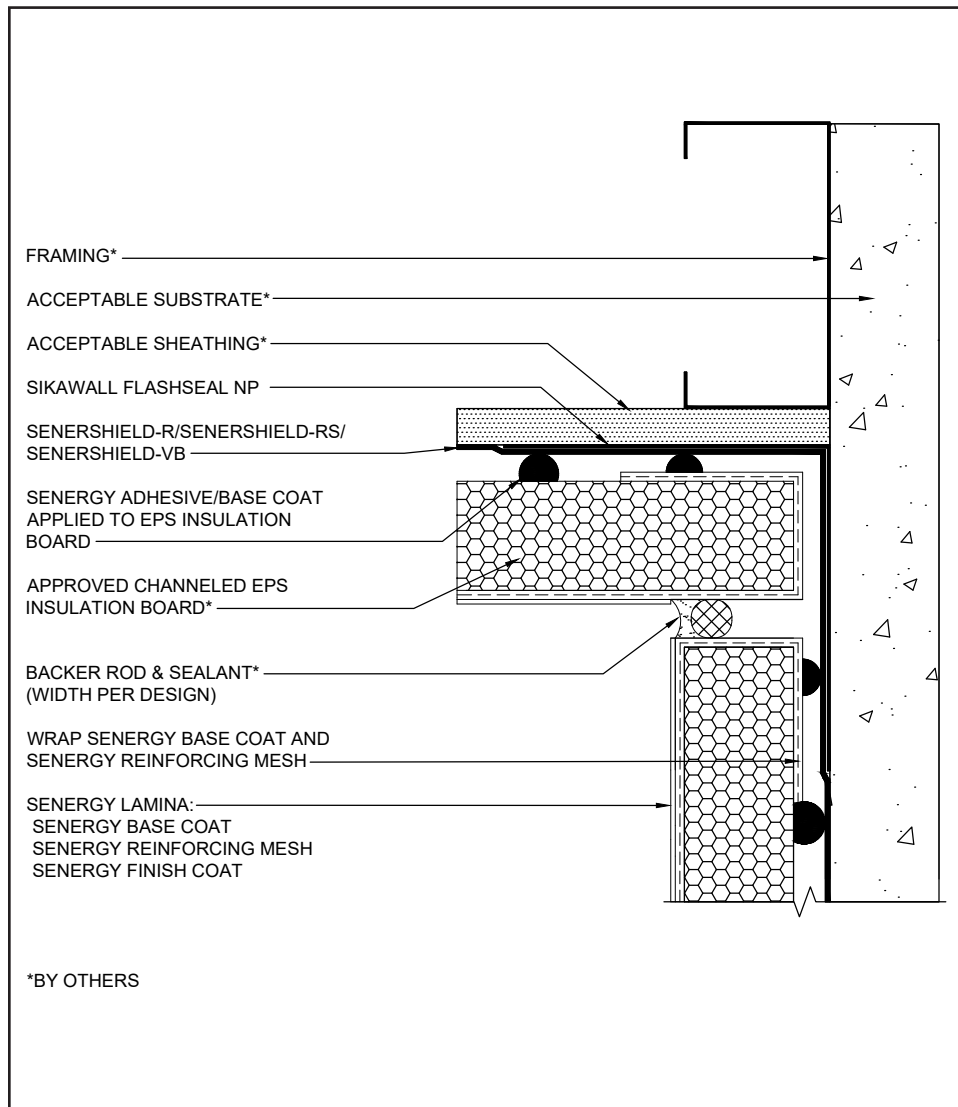 FRAMING*
ACCEPTABLE SUBSTRATE*
ACCEPTABLE SHEATHING*
SIKAWALL FLASHSEAL NP
SENERSHIELD-R/SENERSHIELD-RS/
SENERSHIELD-VB
SENERGY ADHESIVE/BASE COAT
APPLIED TO EPS INSULATION
BOARD
APPROVED CHANNELED EPS
INSULATION BOARD*
BACKER ROD & SEALANT*
(WIDTH PER DESIGN)
WRAP SENERGY BASE COAT AND
SENERGY REINFORCING MESH
SENERGY LAMINA:
SENERGY BASE COAT
SENERGY REINFORCING MESH
SENERGY FINISH COAT
*BY OTHERS